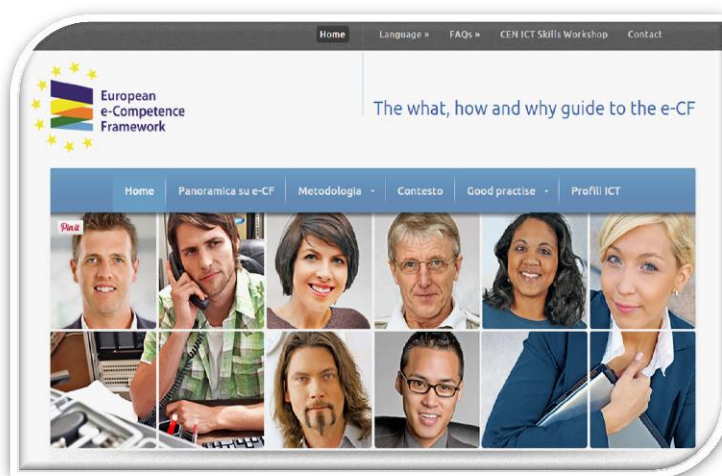 Home Language » FAQs » CEN ICT Skills Workshop Contact
European
e-Competence
Framework
The what, how and why guide to the e-CF
Home Panoramica su e-CF Metodologia Contesto Good practise Profili ICT
Pin it